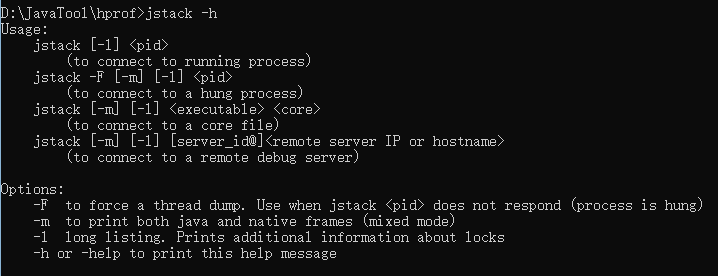 D:\JavaTool\hprof>jstack -h
Usage:
    jstack [-l] <pid>
        (to connect to running process)
    jstack -F [-m] [-l] <pid>
        (to connect to a hung process)
    jstack [-m] [-l] <executable> <core>
        (to connect to a core file)
    jstack [-m] [-l] [server_id@]<remote server IP or hostname>
        (to connect to a remote debug server)

Options:
    -F  to force a thread dump. Use when jstack <pid> does not respond (process is hung)
    -m  to print both java and native frames (mixed mode)
    -l  long listing. Prints additional information about locks
    -h or -help to print this help message